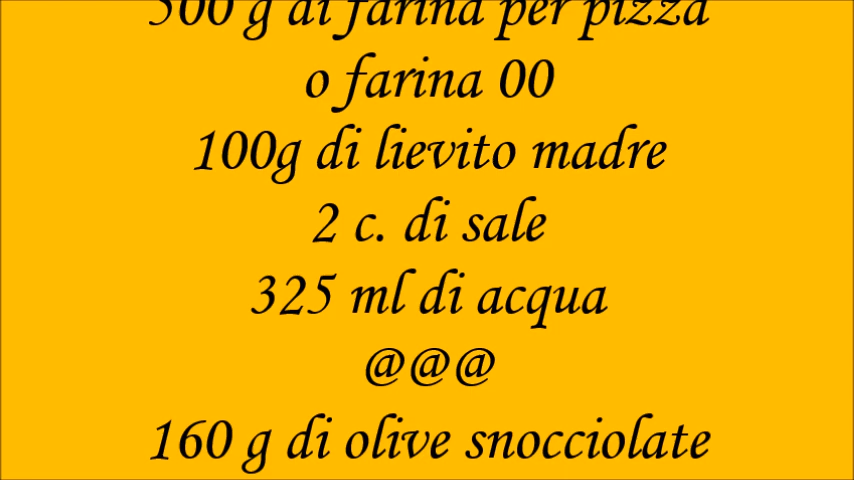 500 g di farina per pizza
o farina 00
100g di lievito madre
2 c. di sale
325 ml di acqua
@@@
160 g di olive snocciolate